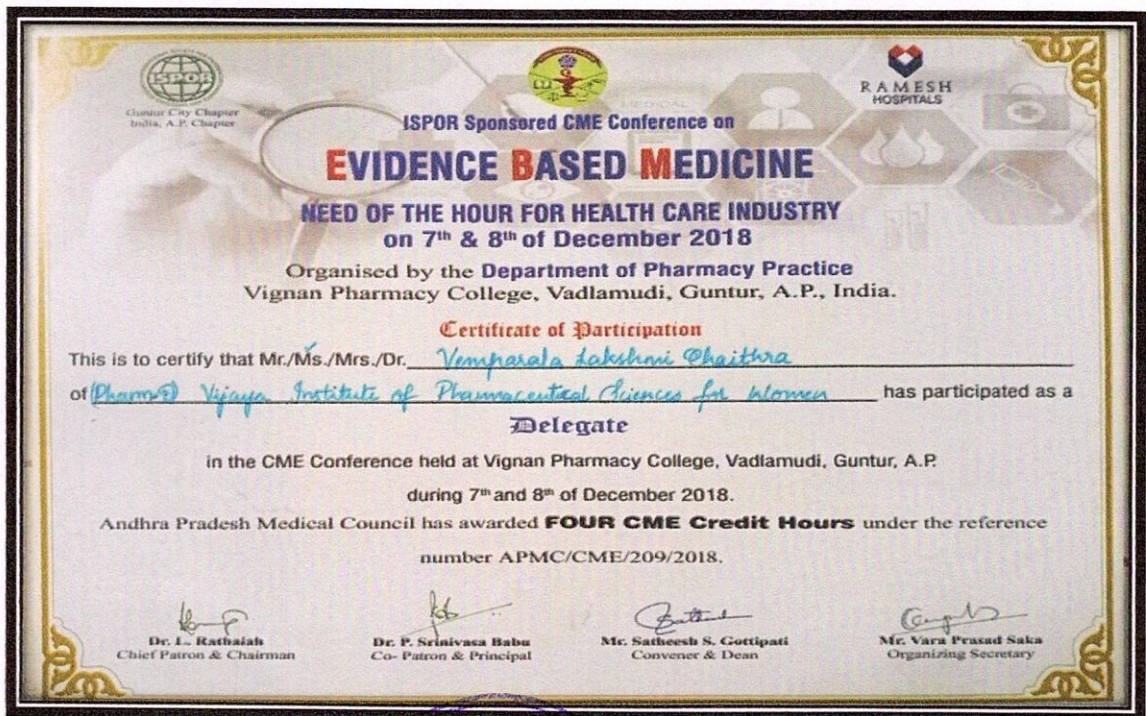 ISPOR
Guntur City Chapter
India, A.P. Chapter
RAMESH
HOSPITALS
MEDICAL
ISPOR Sponsored CME Conference on
EVIDENCE BASED MEDICINE
NEED OF THE HOUR FOR HEALTH CARE INDUSTRY
on 7th & 8th of December 2018
Organised by the Department of Pharmacy Practice
Vignan Pharmacy College, Vadlamudi, Guntur, A.P., India.
Certificate of Participation
This is to certify that Mr./Ms./Mrs./Dr. Vemparala Lakshmi Chaithra
of (Pharm D) Vijaya Institute of Pharmaceutical Sciences for Women has participated as a
Delegate
in the CME Conference held at Vignan Pharmacy College, Vadlamudi, Guntur, A.P.
during 7th and 8th of December 2018.
Andhra Pradesh Medical Council has awarded FOUR CME Credit Hours under the reference
number APMC/CME/209/2018.
Dr. L. Rathaiah
Chief Patron & Chairman
Dr. P. Srinivasa Babu
Co- Patron & Principal
Mr. Satheesh S. Gottipati
Convener & Dean
Mr. Vara Prasad Saka
Organizing Secretary